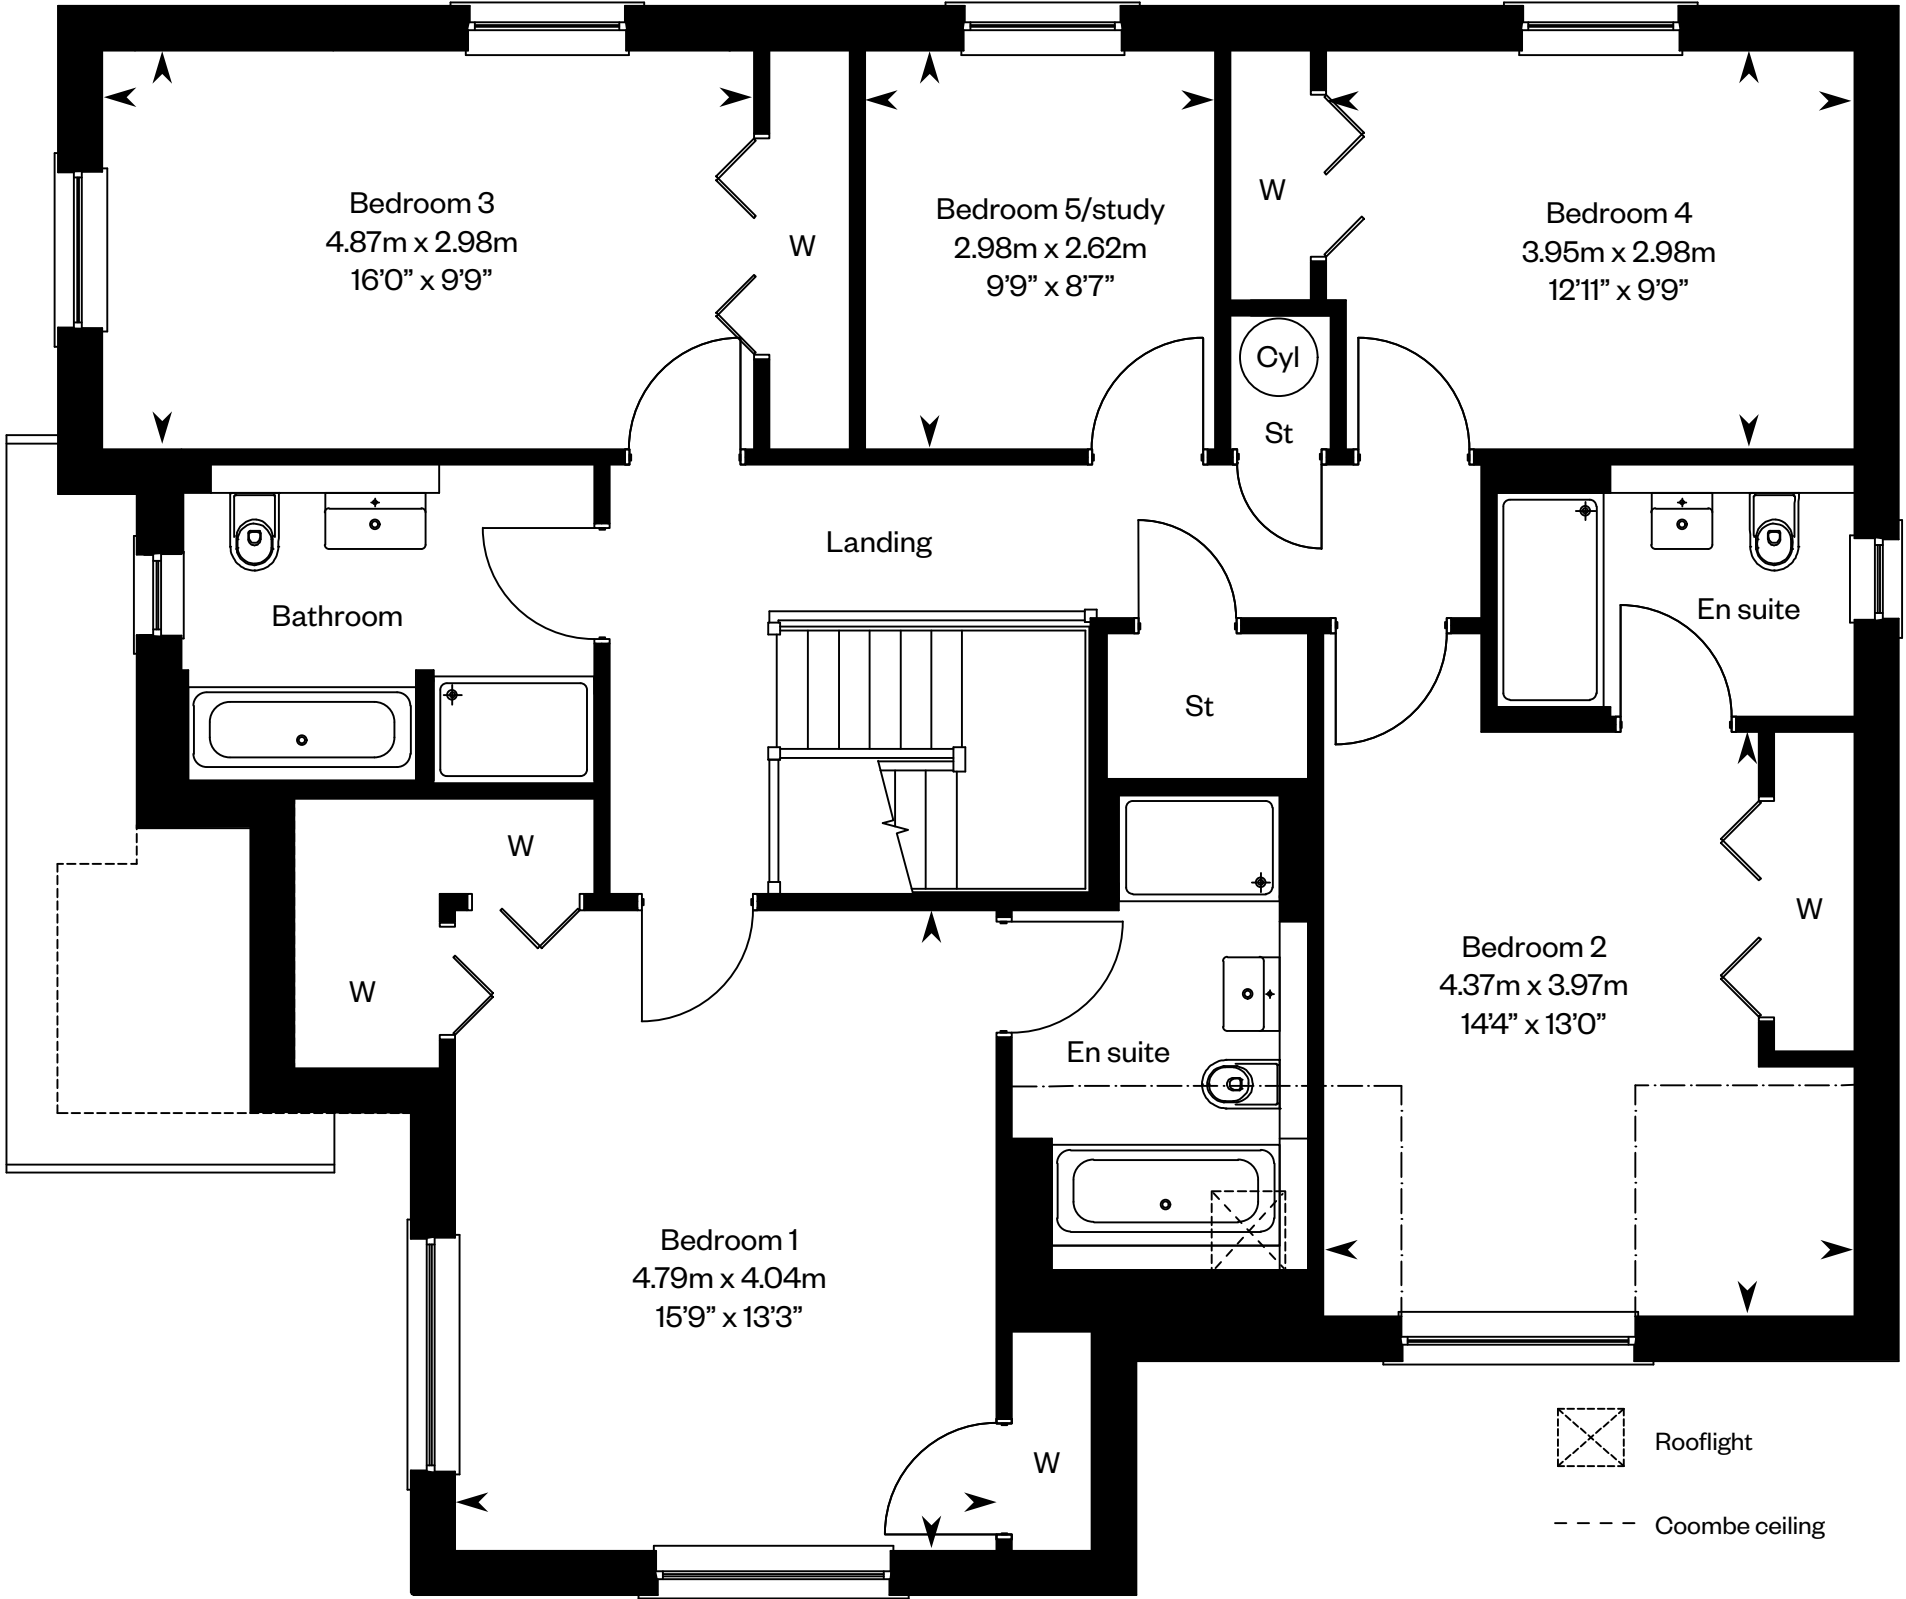 Bedroom 3
4.87m x 2.98m
16’0” x 9’9”
W
Bedroom 5/study
2.98m x 2.62m
9’9” x 8’7”
W
Bedroom 4
3.95m x 2.98m
12’11” x 9’9”
Cyl
St
Landing
Bathroom
En suite
St
W
W
W
Bedroom 2
4.37m x 3.97m
14’4” x 13’0”
En suite
Bedroom 1
4.79m x 4.04m
15’9” x 13’3”
W
Rooflight
Coombe ceiling